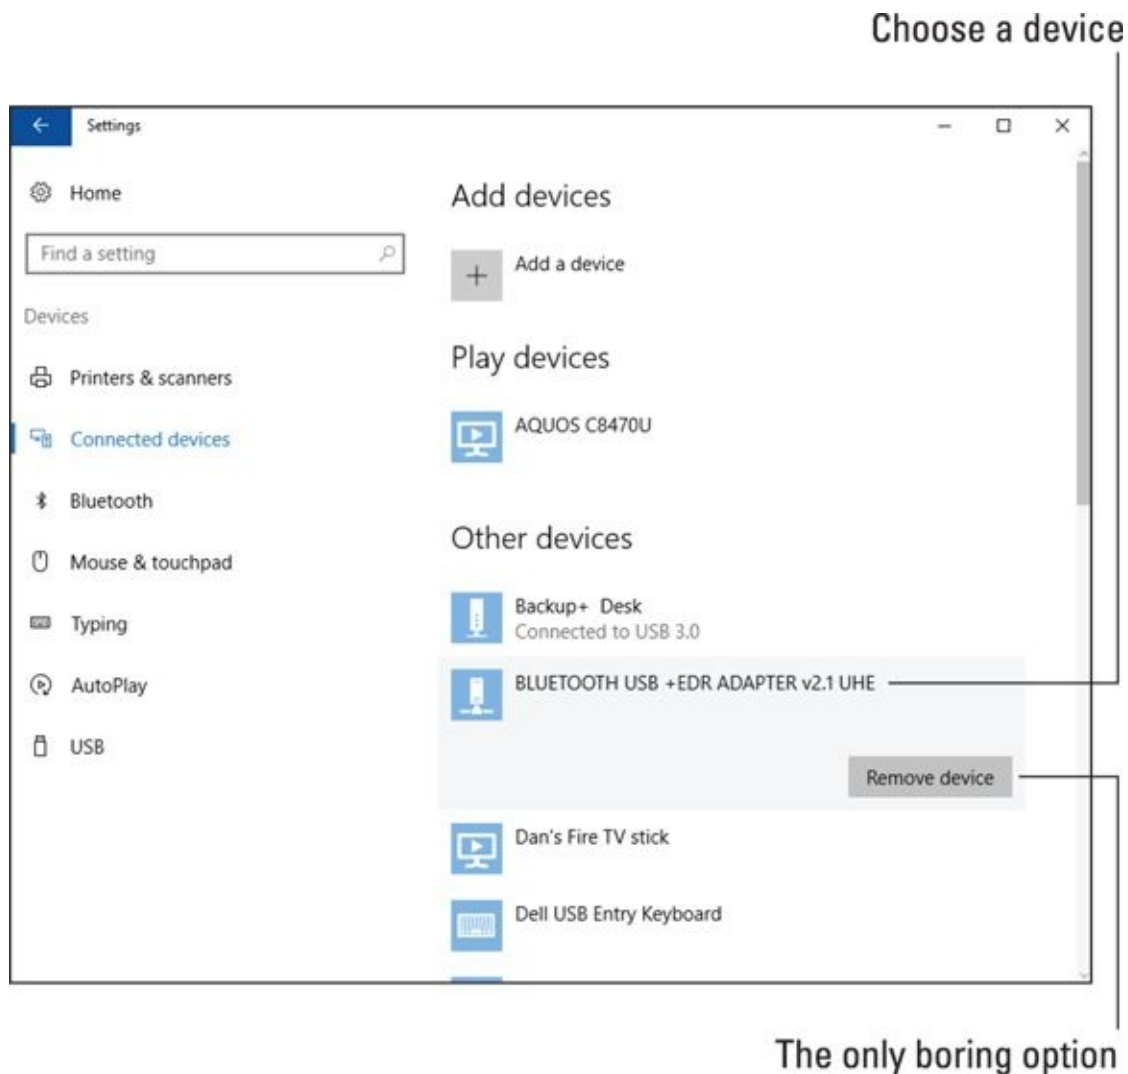 Choose a device
Settings
Home
Find a setting
Devices
Printers & scanners
Connected devices
Bluetooth
Mouse & touchpad
Typing
AutoPlay
USB
Add devices
Add a device
Play devices
AQUOS C8470U
Other devices
Backup+ Desk
Connected to USB 3.0
BLUETOOTH USB +EDR ADAPTER v2.1 UHE
Remove device
Dan's Fire TV stick
Dell USB Entry Keyboard
The only boring option